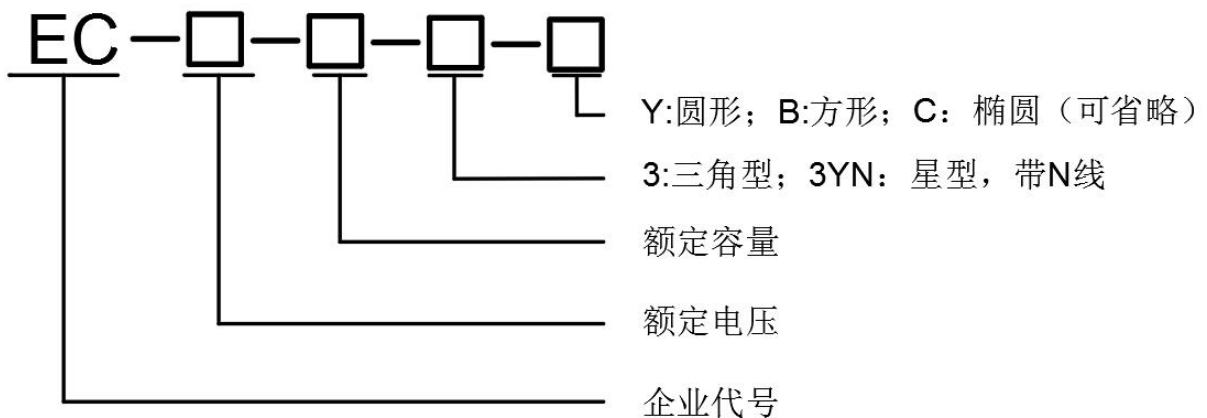 EC-□-□-□-□
Y:圆形；B:方形；C：椭圆（可省略）
3:三角型；3YN：星型，带N线
额定容量
额定电压
企业代号